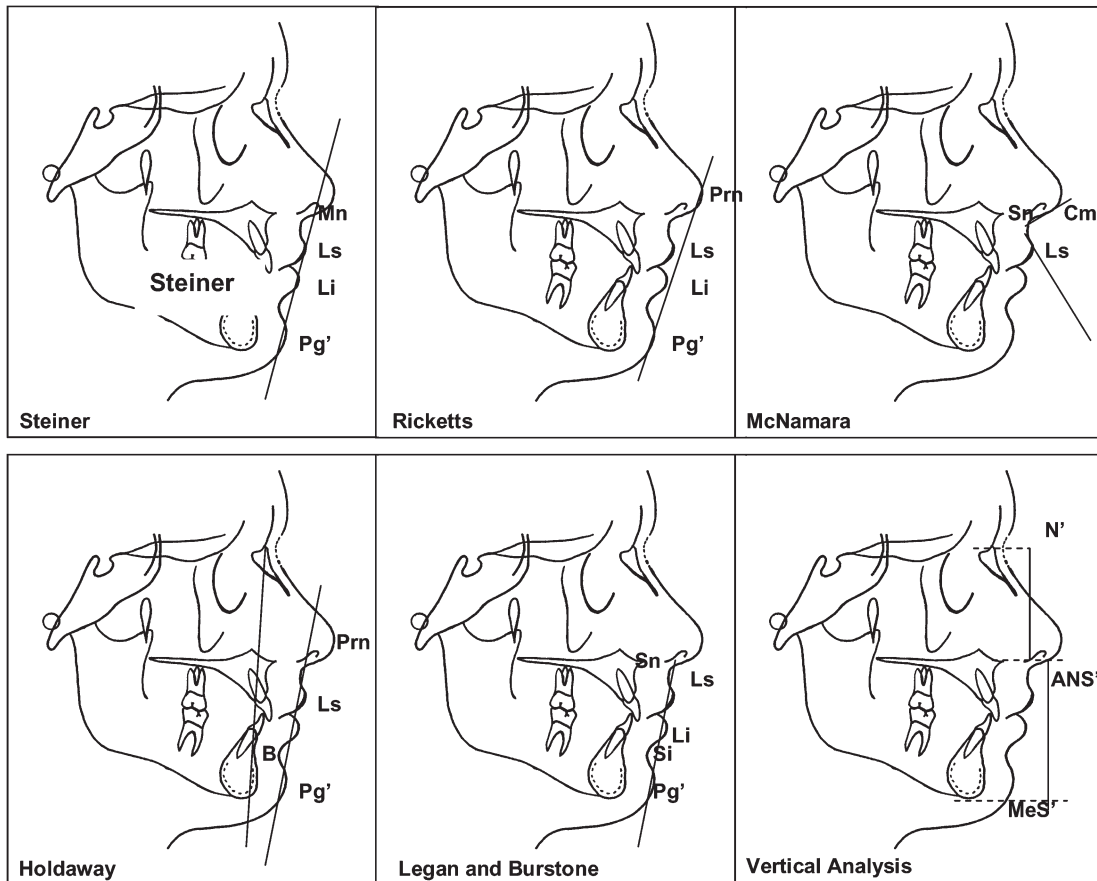 Mn
Ls
Steiner
Li
Pg’
Steiner
Prn
Ls
Li
Pg’
Ricketts
Sn Cm
Ls
McNamara
Prn
Ls
B
Pg’
Holdaway
Sn
Ls
Li
Si
Pg’
Legan and Burstone
N’
ANS’
MeS’
Vertical Analysis